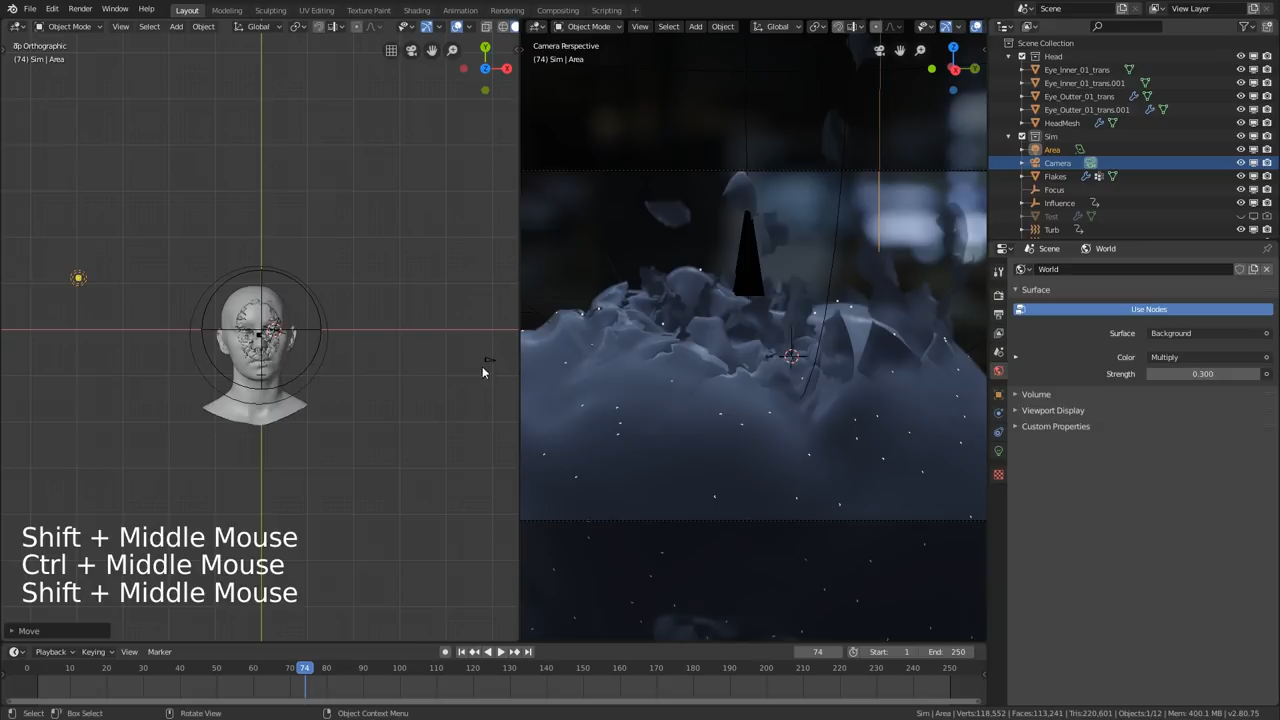 File Edit Render Window Help Layout Modeling Sculpting UV Editing Texture Paint Shading Animation Rendering Compositing Scripting + Scene View Layer
Object Mode View Select Add Object Global
Object Mode View Select Add Object Global
Orthographic
(74) Sim | Area
Camera Perspective
(74) Sim | Area
Y
X
Z
Z
X
Y
Scene Collection
Head
Eye_Inner_01_trans
Eye_Inner_01_trans.001
Eye_Outter_01_trans
Eye_Outter_01_trans.001
HeadMesh
Sim
Area
Camera
Flakes
Focus
Influence
Test
Turb
Scene World
World
Surface
Use Nodes
Surface Background
Color Multiply
Strength 0.300
Volume
Viewport Display
Custom Properties
Shift + Middle Mouse
Ctrl + Middle Mouse
Shift + Middle Mouse
Move
Playback Keying View Marker 74 Start: 1 End: 250
0 10 20 30 40 50 60 70 74 80 90 100 110 120 130 140 150 160 170 180 190 200 210 220 230 240 250
Select Box Select Rotate View Object Context Menu Sim | Area | Verts:118,552 | Faces:113,241 | Tris:220,601 | Objects:1/12 | Mem: 400.1 MB | v2.80.75